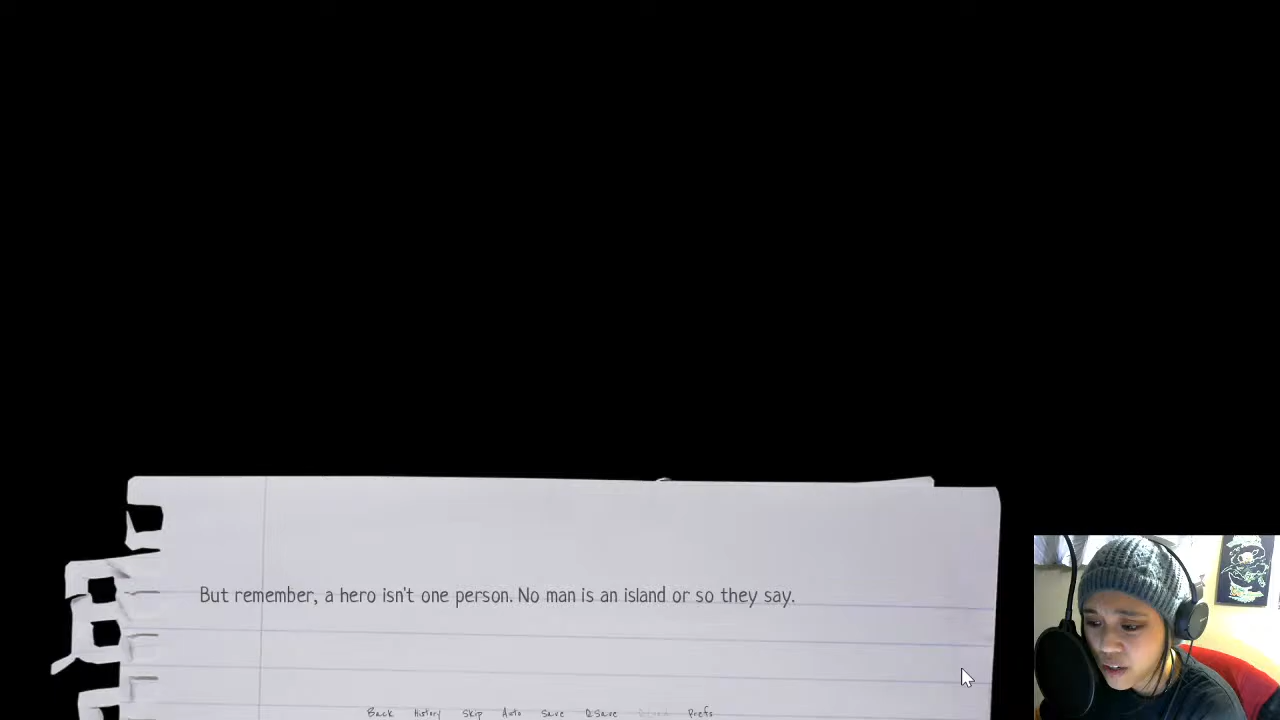 But remember, a hero isn't one person. No man is an island or so they say.
Back History Skip Auto Save Q.Save Q.Load Prefs